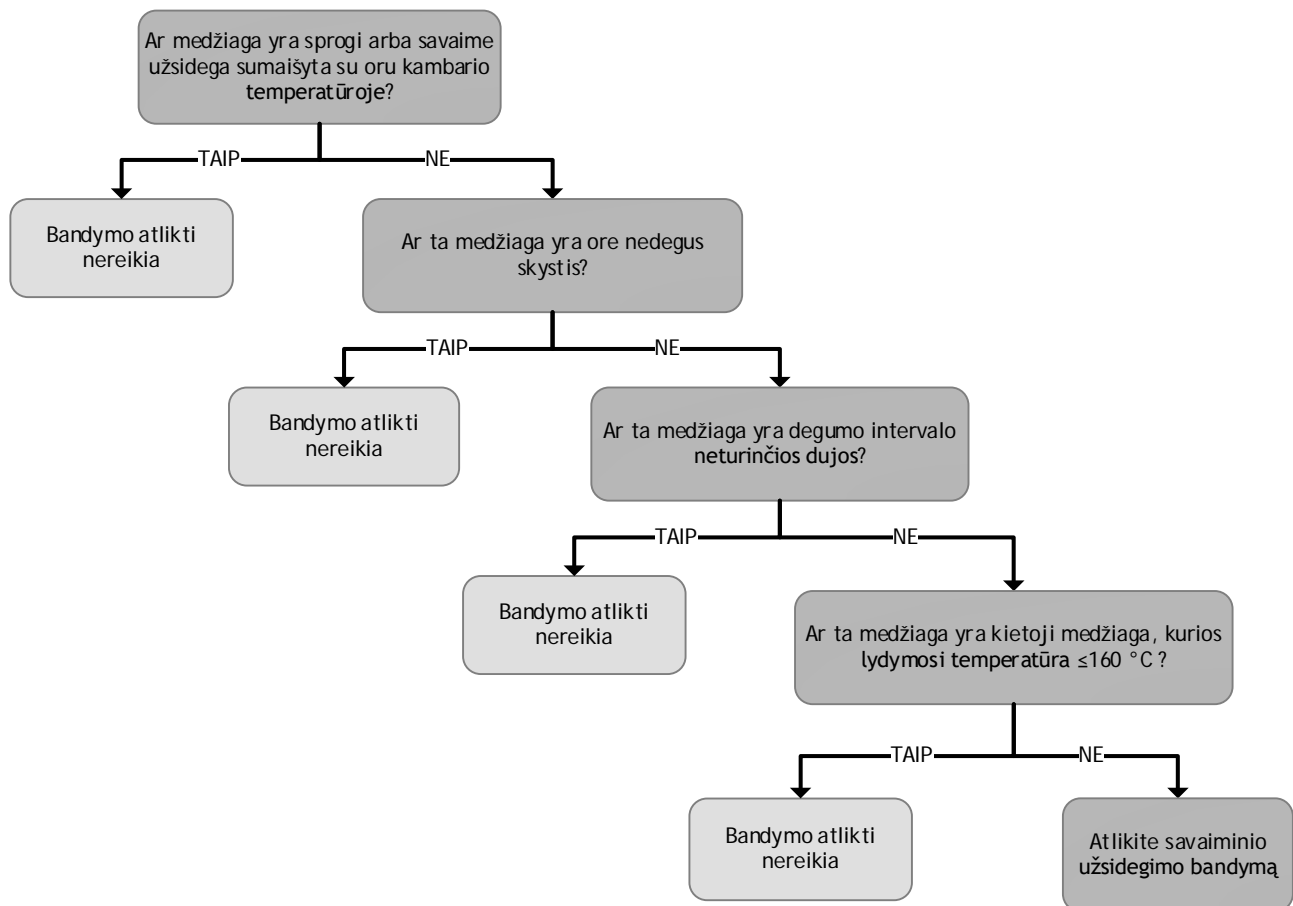 Ar medžiaga yra sprogi arba savaime
užsidega sumaišyta su oru kambario
temperatūroje?
TAIP
NE
Bandymo atlikti
nereikia
Ar ta medžiaga yra ore nedegus
skystis?
TAIP
NE
Bandymo atlikti
nereikia
Ar ta medžiaga yra degumo intervalo
neturinčios dujos?
TAIP
NE
Bandymo atlikti
nereikia
Ar ta medžiaga yra kietoji medžiaga, kurios
lydymosi temperatūra ≤160 °C ?
TAIP
NE
Bandymo atlikti
nereikia
Atlikite savaiminio
užsidegimo bandymą